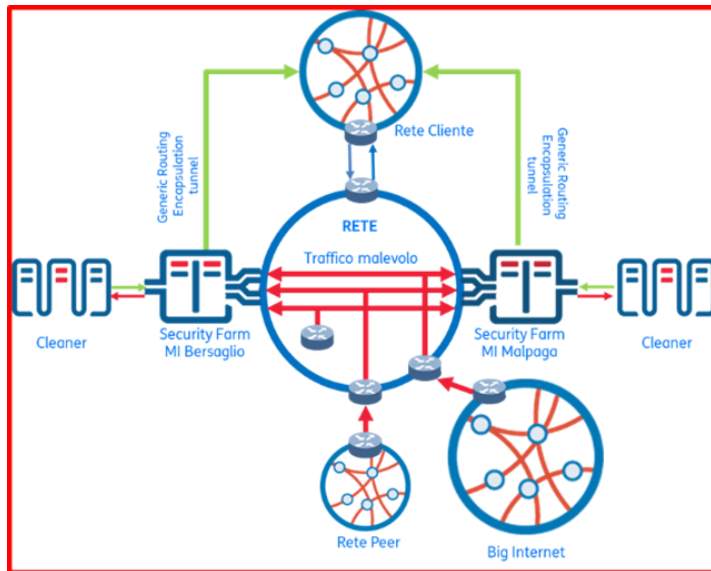 Rete Cliente
Generic Routing
Encapsulation
tunnel
Generic Routing
Encapsulation
tunnel
RETE
Traffico malevolo
Cleaner
Security Farm
MI Bersaglio
Security Farm
MI Malpaga
Cleaner
Rete Peer
Big Internet